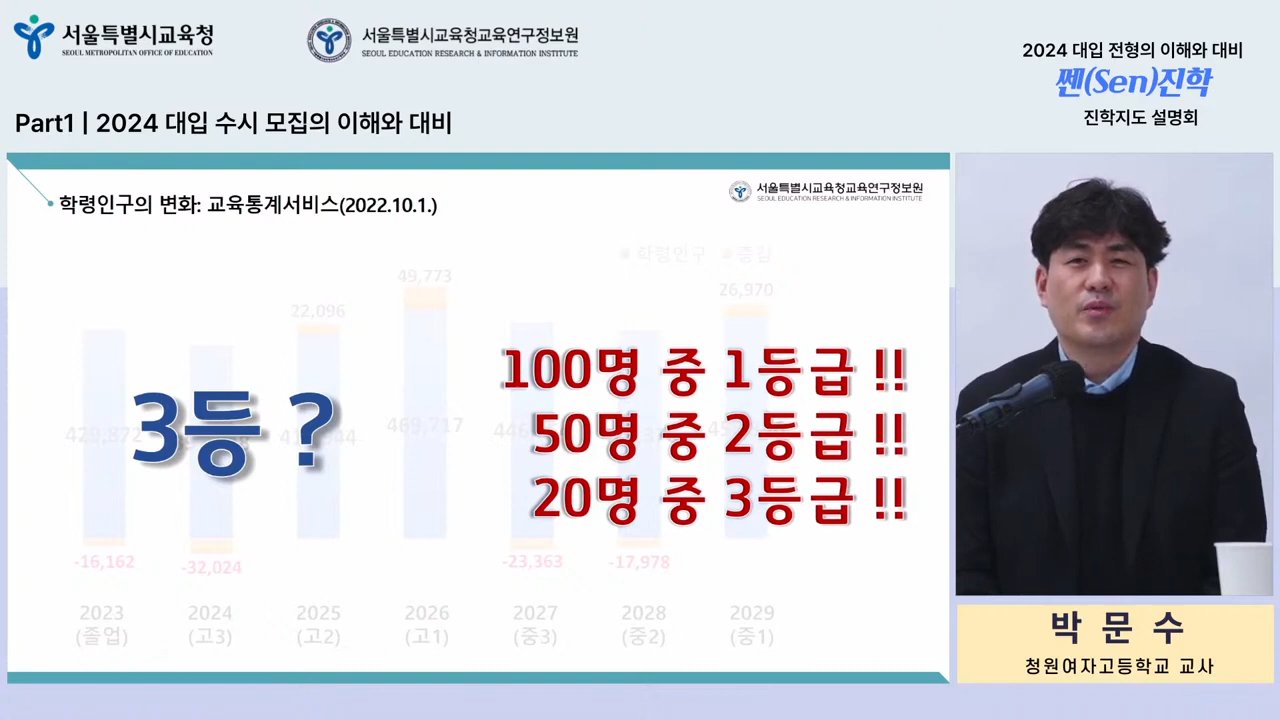 서울특별시교육청
SEOUL METROPOLITAN OFFICE OF EDUCATION
서울특별시교육청교육연구정보원
SEOUL EDUCATION RESEARCH & INFORMATION INSTITUTE
2024 대입 전형의 이해와 대비
쎈(Sen)진학
진학지도 설명회
Part1 | 2024 대입 수시 모집의 이해와 대비
학령인구의 변화: 교육통계서비스(2022.10.1.)
서울특별시교육청교육연구정보원
SEOUL EDUCATION RESEARCH & INFORMATION INSTITUTE
학령인구 증감
49,773
26,970
22,096
3등 ?
100명 중 1등급 !!
50명 중 2등급 !!
20명 중 3등급 !!
469,717
-16,162
-32,024
-23,363
-17,978
2023 2024 2025 2026 2027 2028 2029
(졸업) (고3) (고2) (고1) (중3) (중2) (중1)
박 문 수
청원여자고등학교 교사